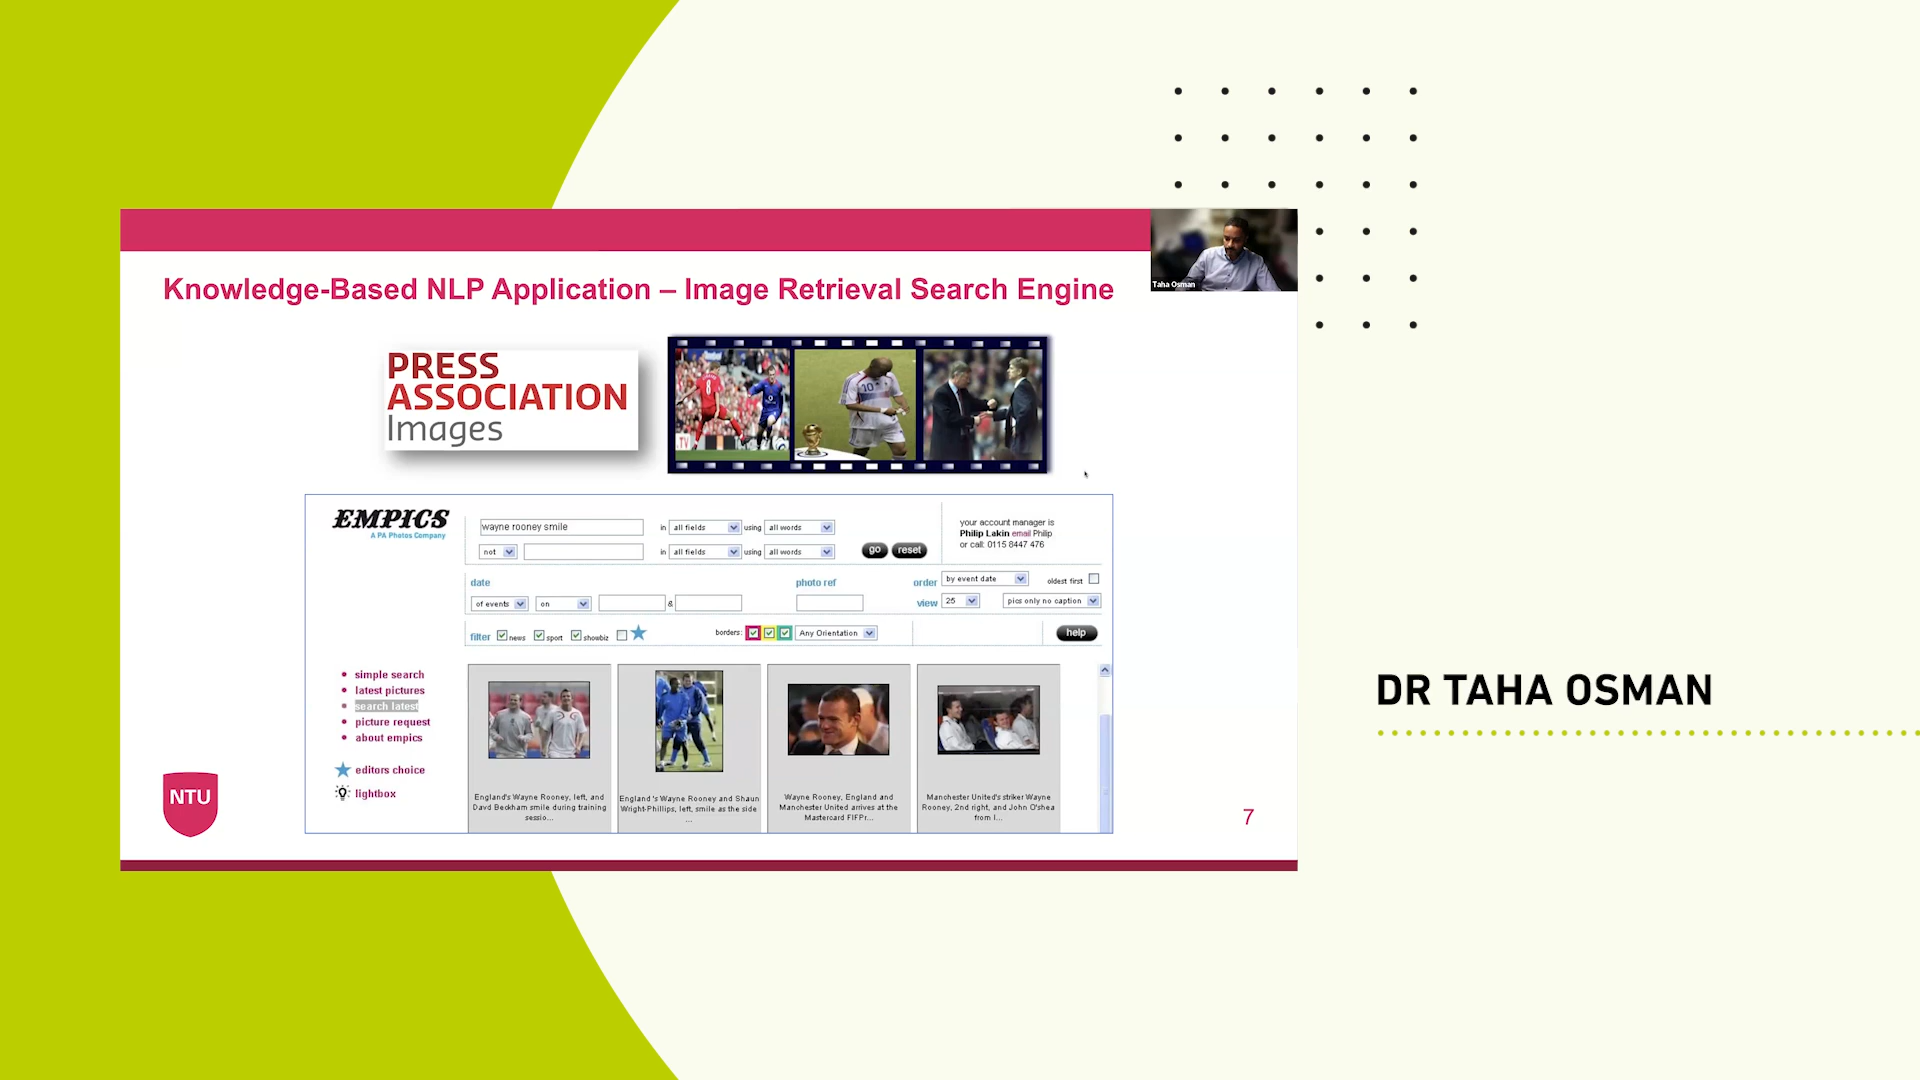 Taha Osman
Knowledge-Based NLP Application – Image Retrieval Search Engine
PRESS
ASSOCIATION
Images
EMPICS
A PA Photos Company
wayne rooney smile
in all fields using all words
not in all fields using all words
go reset
your account manager is
Philip Lakin email Philip
or call: 0115 8447 476
date photo ref order by event date oldest first
of events on & view 25 pics only no caption
filter news sport showbiz borders: Any Orientation help
simple search
latest pictures
search latest
picture request
about empics
editors choice
lightbox
England's Wayne Rooney, left, and
David Beckham smile during training
sessio...
England 's Wayne Rooney and Shaun
Wright-Phillips, left, smile as the side
...
Wayne Rooney, England and
Manchester United arrives at the
Mastercard FIFPr...
Manchester United's striker Wayne
Rooney, 2nd right, and John O'shea
from l...
NTU
7
DR TAHA OSMAN